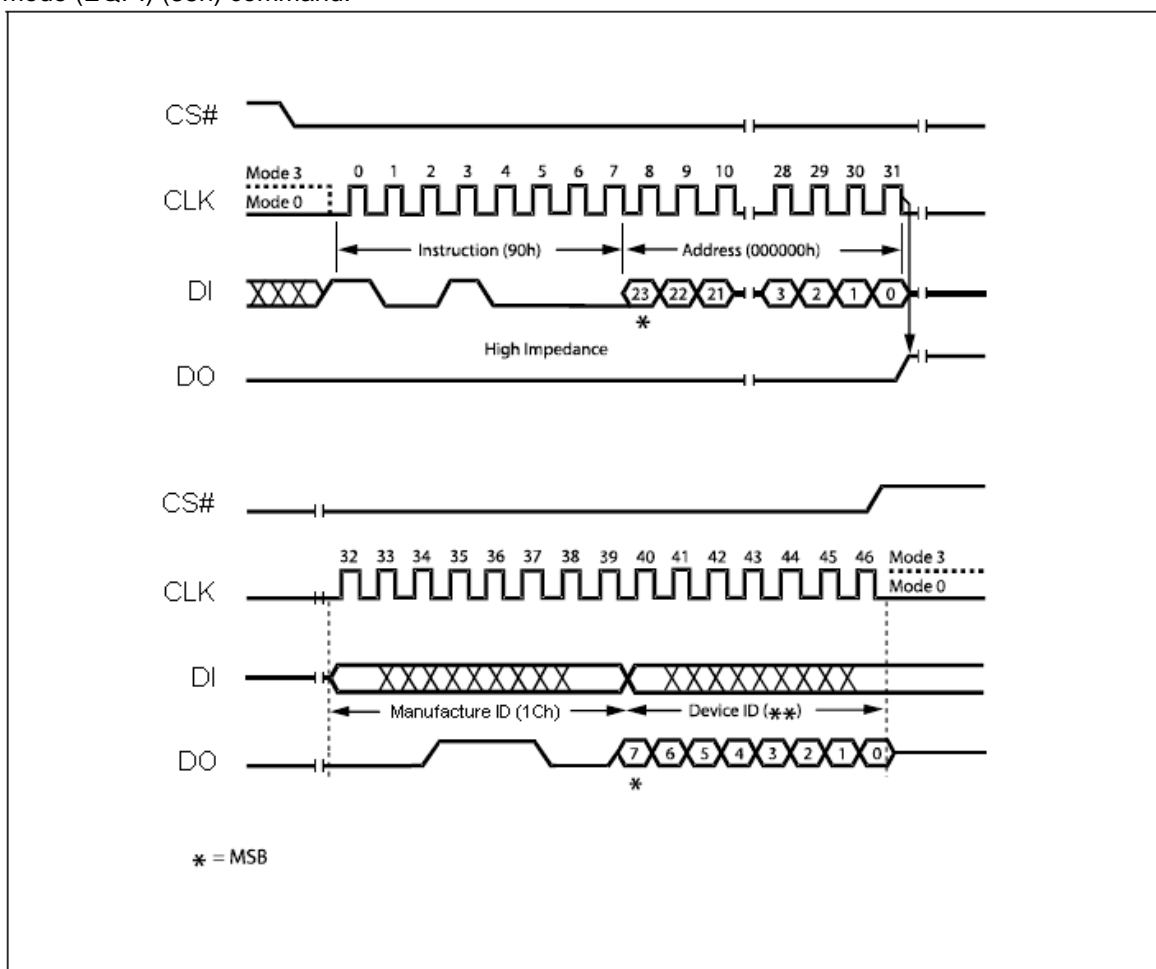 mode (EQPI) (38h) command.
CS#
Mode 3 0 1 2 3 4 5 6 7 8 9 10 28 29 30 31
CLK Mode 0
Instruction (90h) Address (000000h)
DI 23 22 21 3 2 1 0
*
High Impedance
DO
CS#
32 33 34 35 36 37 38 39 40 41 42 43 44 45 46 Mode 3
CLK Mode 0
DI
Manufacture ID (1Ch) Device ID (**)
DO 7 6 5 4 3 2 1 0
*
* = MSB